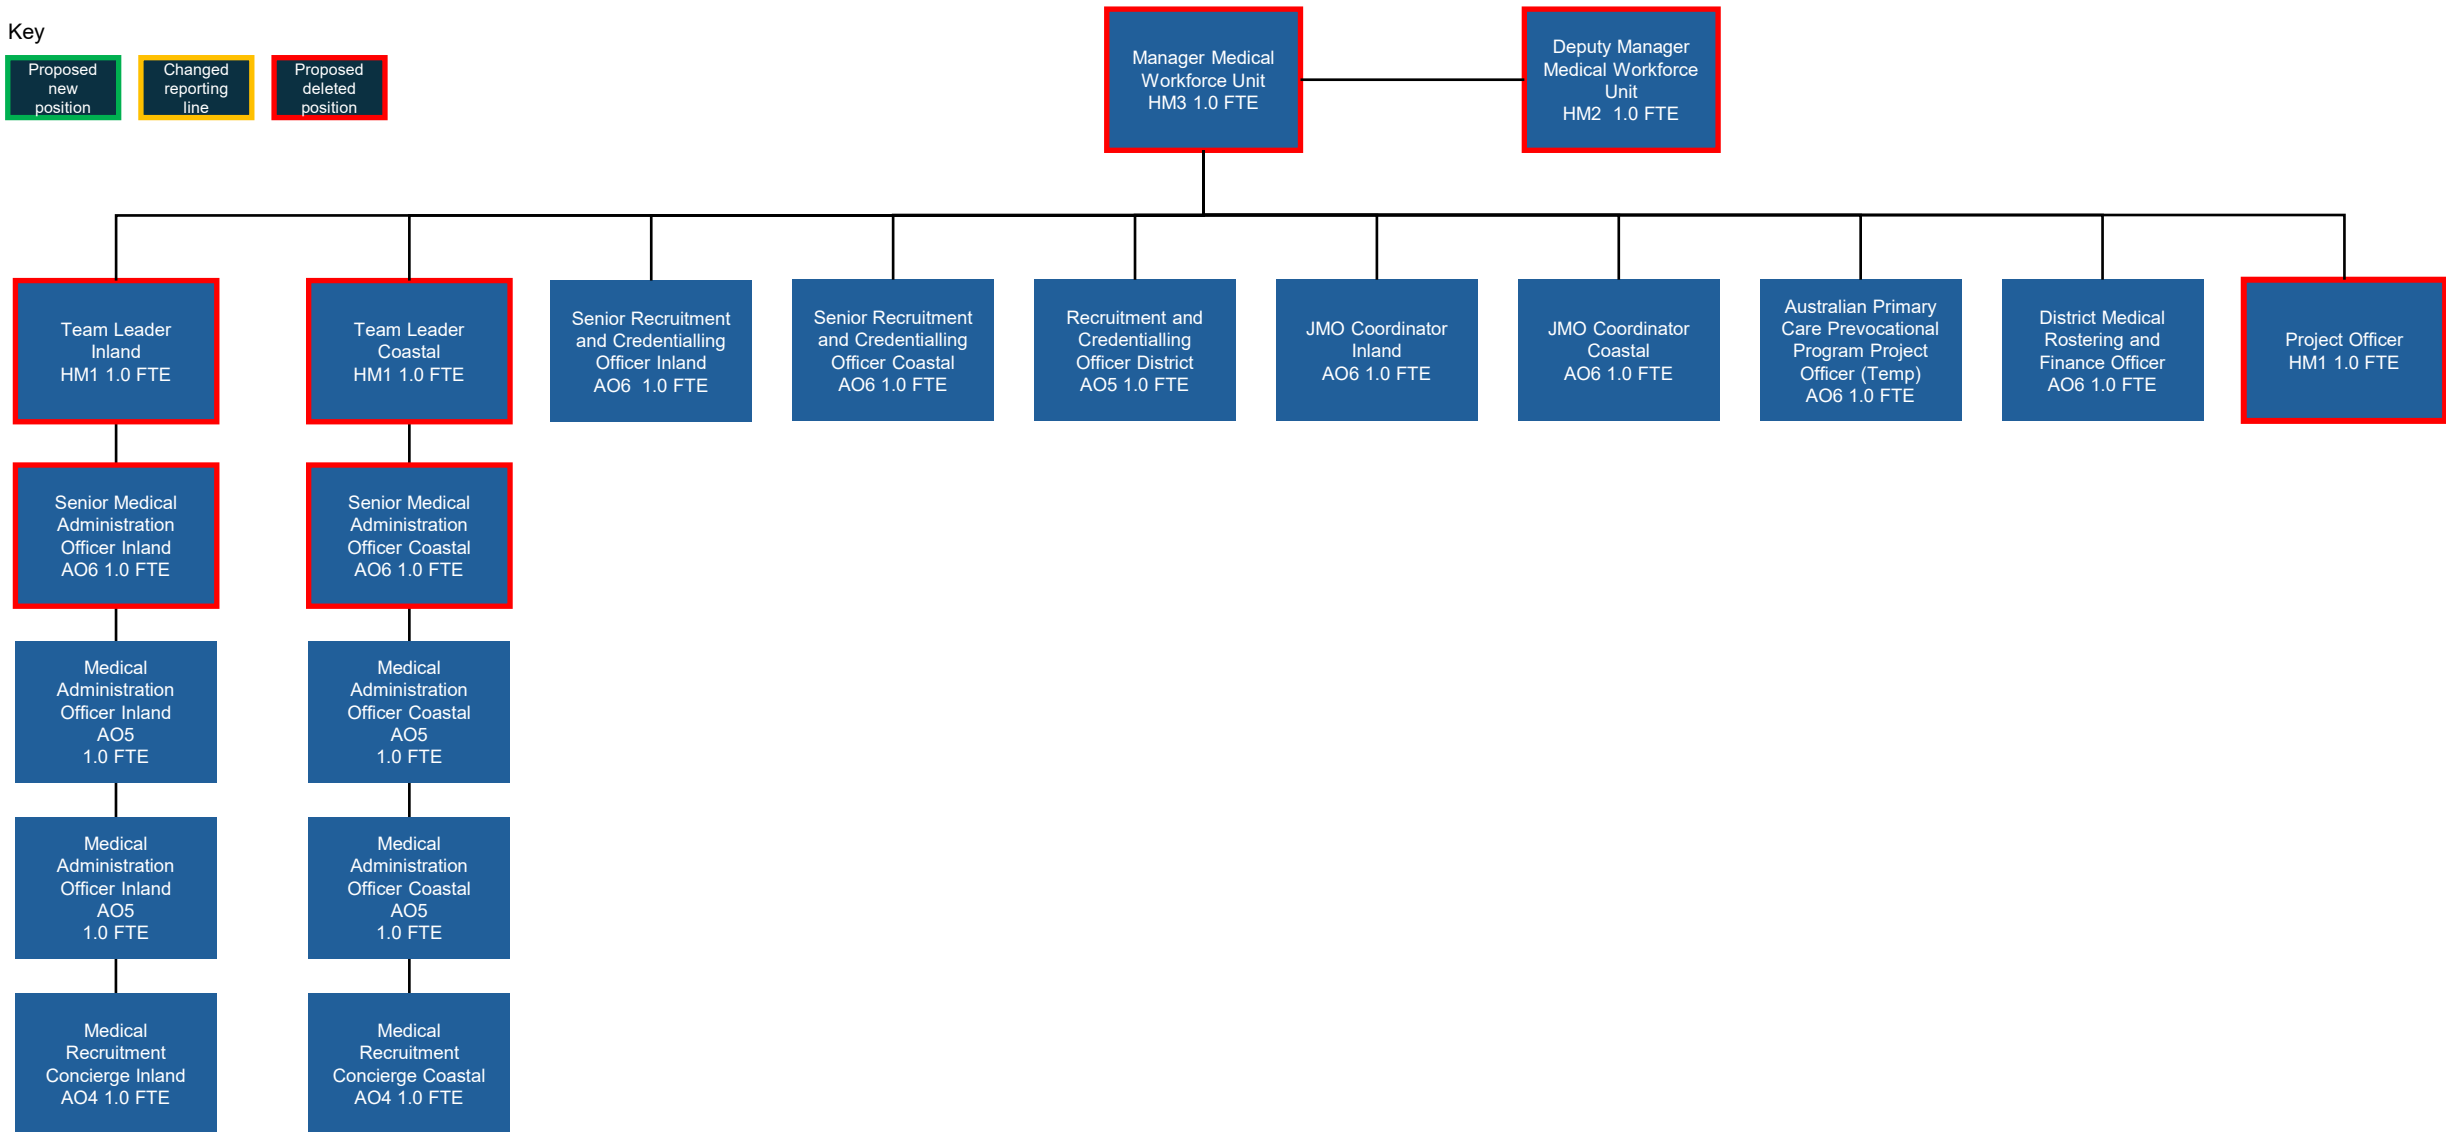 Key
Proposed
new
position
Changed
reporting
line
Proposed
deleted
position
Manager Medical
Workforce Unit
HM3 1.0 FTE
Deputy Manager
Medical Workforce
Unit
HM2  1.0 FTE
Team Leader
Inland
HM1 1.0 FTE
Team Leader
Coastal
HM1 1.0 FTE
Senior Recruitment
and Credentialling
Officer Inland
AO6  1.0 FTE
Senior Recruitment
and Credentialling
Officer Coastal
AO6 1.0 FTE
Recruitment and
Credentialling
Officer District
AO5 1.0 FTE
JMO Coordinator
Inland
AO6 1.0 FTE
JMO Coordinator
Coastal
AO6 1.0 FTE
Australian Primary
Care Prevocational
Program Project
Officer (Temp)
AO6 1.0 FTE
District Medical
Rostering and
Finance Officer
AO6 1.0 FTE
Project Officer
HM1 1.0 FTE
Senior Medical
Administration
Officer Inland
AO6 1.0 FTE
Senior Medical
Administration
Officer Coastal
AO6 1.0 FTE
Medical
Administration
Officer Inland
AO5
1.0 FTE
Medical
Administration
Officer Coastal
AO5
1.0 FTE
Medical
Administration
Officer Inland
AO5
1.0 FTE
Medical
Administration
Officer Coastal
AO5
1.0 FTE
Medical
Recruitment
Concierge Inland
AO4 1.0 FTE
Medical
Recruitment
Concierge Coastal
AO4 1.0 FTE